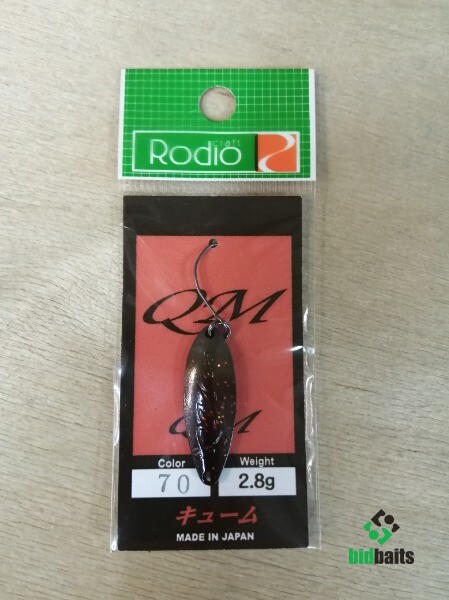 craft
Rodio
QM
QM
Color Weight
70 2.8g
キューム
MADE IN JAPAN
bidbaits